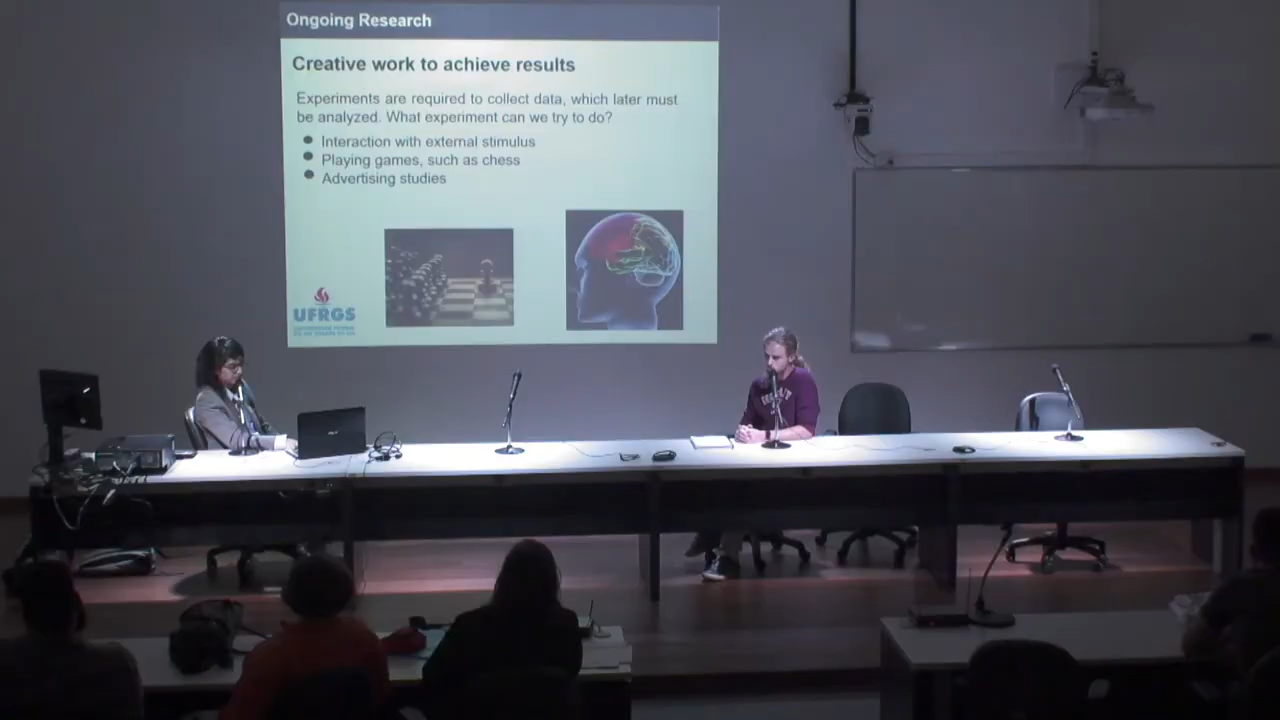 Ongoing Research
Creative work to achieve results
Experiments are required to collect data, which later must
be analyzed. What experiment can we try to do?
Interaction with external stimulus
Playing games, such as chess
Advertising studies
UFRGS